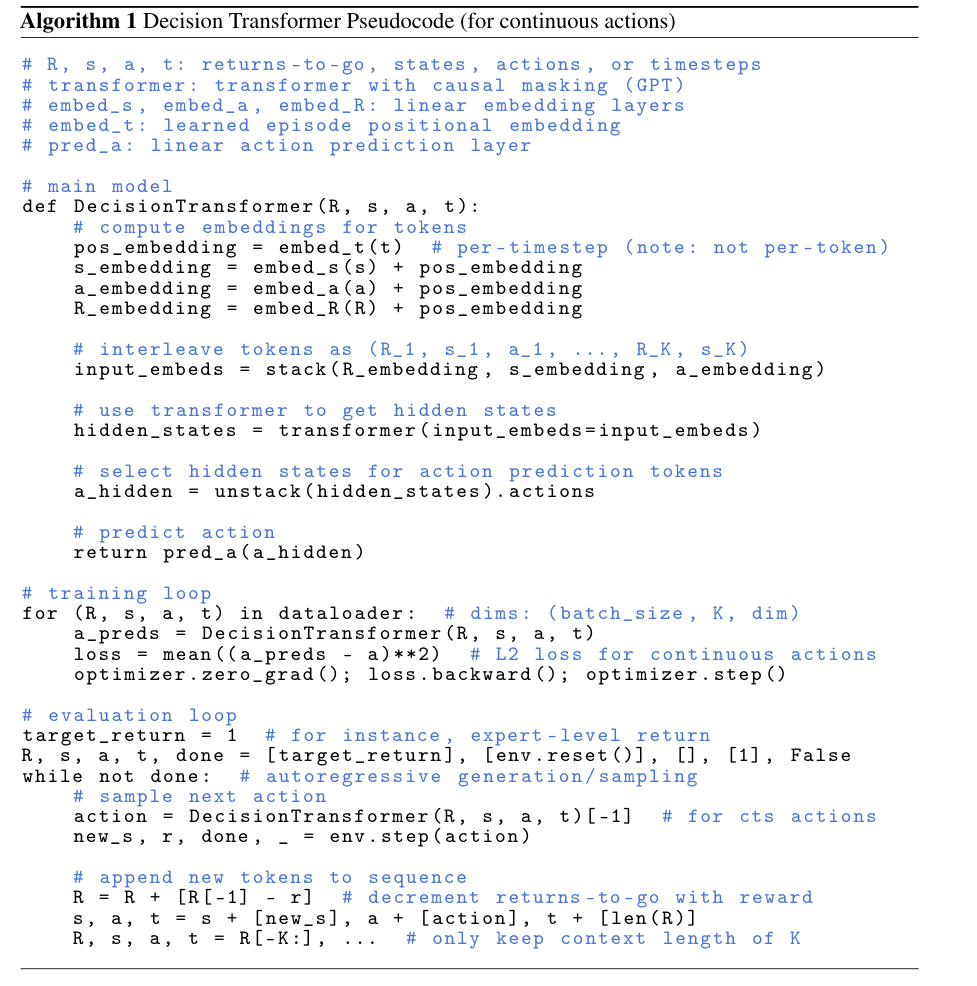 Algorithm 1 Decision Transformer Pseudocode (for continuous actions)
# R, s, a, t: returns-to-go, states, actions, or timesteps
# transformer: transformer with causal masking (GPT)
# embed_s, embed_a, embed_R: linear embedding layers
# embed_t: learned episode positional embedding
# pred_a: linear action prediction layer
# main model
def DecisionTransformer(R, s, a, t):
    # compute embeddings for tokens
    pos_embedding = embed_t(t)  # per-timestep (note: not per-token)
    s_embedding = embed_s(s) + pos_embedding
    a_embedding = embed_a(a) + pos_embedding
    R_embedding = embed_R(R) + pos_embedding
    # interleave tokens as (R_1, s_1, a_1, ..., R_K, s_K)
    input_embeds = stack(R_embedding, s_embedding, a_embedding)
    # use transformer to get hidden states
    hidden_states = transformer(input_embeds=input_embeds)
    # select hidden states for action prediction tokens
    a_hidden = unstack(hidden_states).actions
    # predict action
    return pred_a(a_hidden)
# training loop
for (R, s, a, t) in dataloader:  # dims: (batch_size, K, dim)
    a_preds = DecisionTransformer(R, s, a, t)
    loss = mean((a_preds - a)**2)  # L2 loss for continuous actions
    optimizer.zero_grad(); loss.backward(); optimizer.step()
# evaluation loop
target_return = 1  # for instance, expert-level return
R, s, a, t, done = [target_return], [env.reset()], [], [1], False
while not done:  # autoregressive generation/sampling
    # sample next action
    action = DecisionTransformer(R, s, a, t)[-1]  # for cts actions
    new_s, r, done, _ = env.step(action)
    # append new tokens to sequence
    R = R + [R[-1] - r]  # decrement returns-to-go with reward
    s, a, t = s + [new_s], a + [action], t + [len(R)]
    R, s, a, t = R[-K:], ...  # only keep context length of K